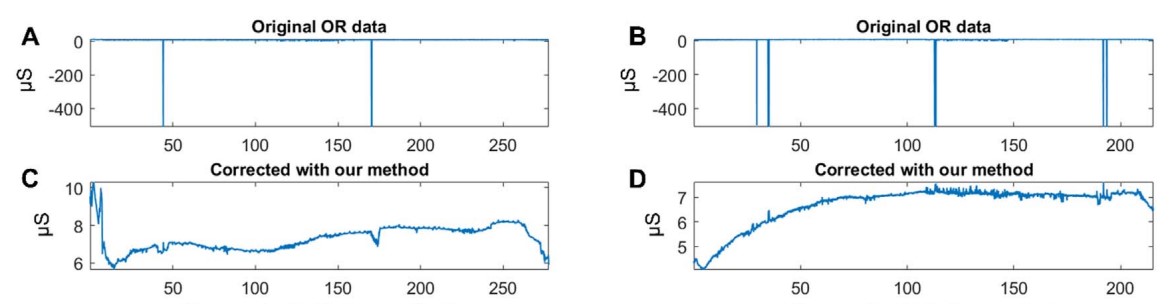 A
Original OR data
0
-200
-400
µS
50 100 150 200 250
B
Original OR data
0
-200
-400
µS
50 100 150 200
C
Corrected with our method
10
8
6
µS
50 100 150 200 250
D
Corrected with our method
7
6
5
µS
50 100 150 200